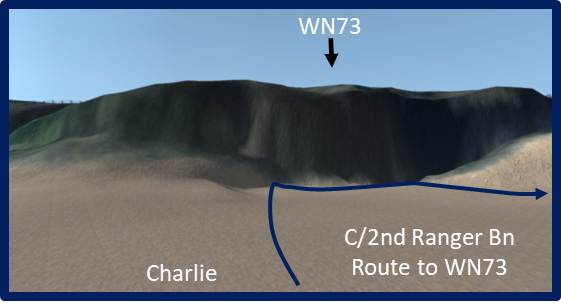 WN73
C/2nd Ranger Bn
Route to WN73
Charlie